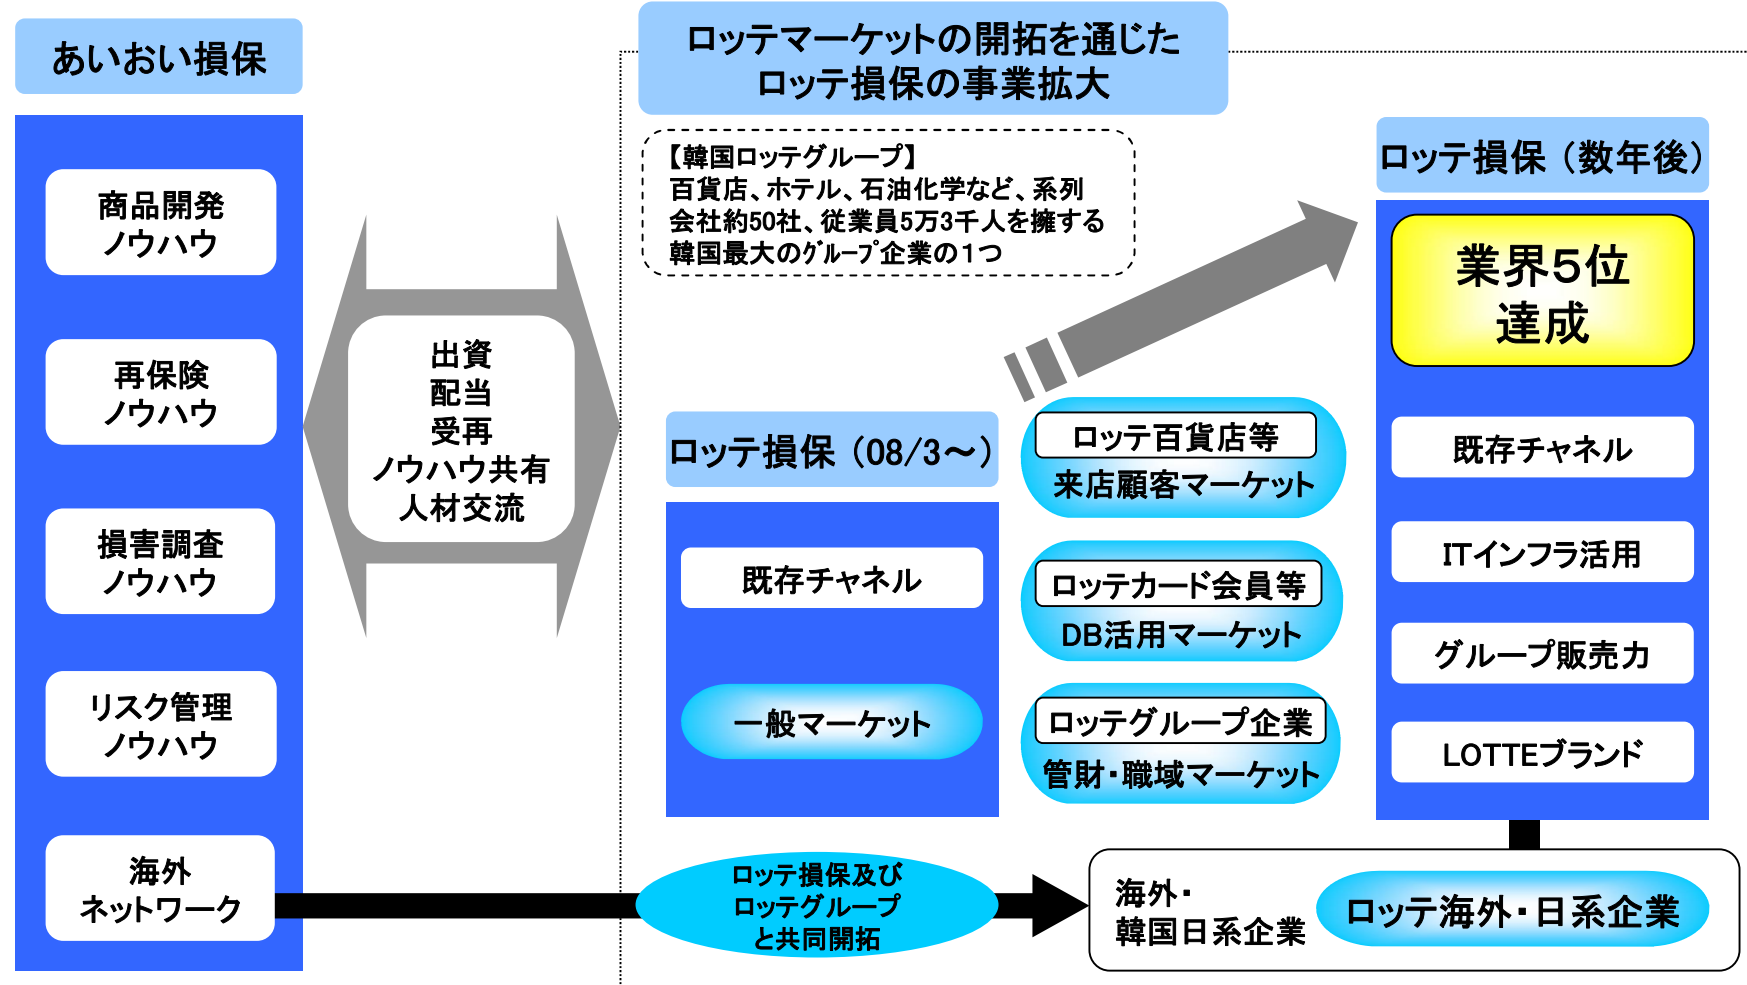 あいおい損保
商品開発
ノウハウ
再保険
ノウハウ
損害調査
ノウハウ
リスク管理
ノウハウ
海外
ネットワーク
出資
配当
受再
ノウハウ共有
人材交流
ロッテマーケットの開拓を通じた
ロッテ損保の事業拡大
【韓国ロッテグループ】
百貨店、ホテル、石油化学など、系列
会社約50社、従業員5万3千人を擁する
韓国最大のグループ企業の１つ
ロッテ損保（08/3～）
既存チャネル
一般マーケット
ロッテ百貨店等
来店顧客マーケット
ロッテカード会員等
DB活用マーケット
ロッテグループ企業
管財・職域マーケット
ロッテ損保（数年後）
業界５位
達成
既存チャネル
ITインフラ活用
グループ販売力
LOTTEブランド
ロッテ損保及び
ロッテグループ
と共同開拓
海外・
韓国日系企業
ロッテ海外・日系企業